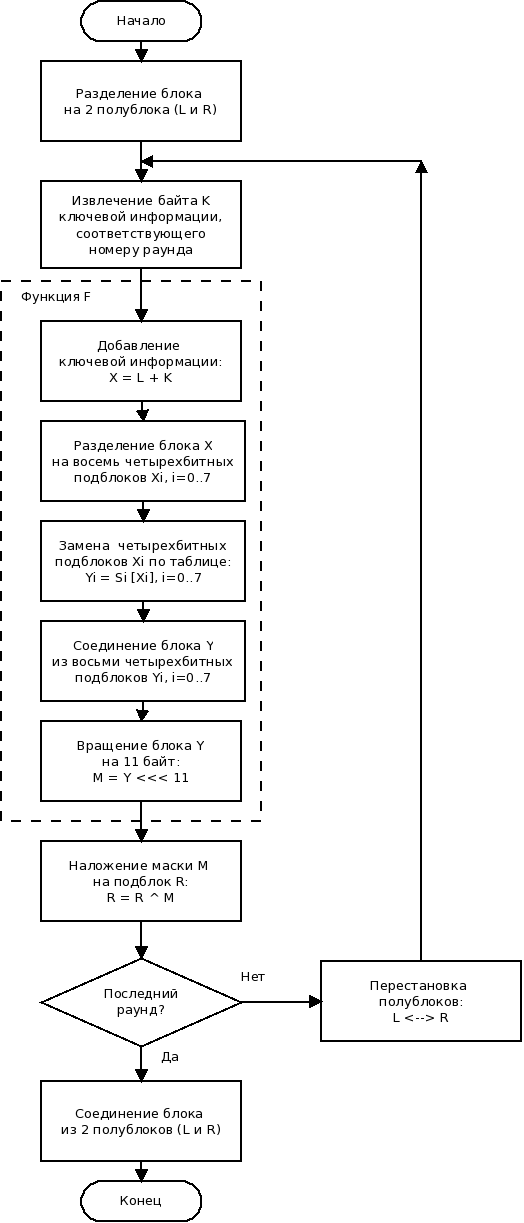 Начало
Разделение блока
на 2 полублока (L и R)
Извлечение байта K
ключевой информации,
соответствующего
номеру раунда
Функция F
Добавление
ключевой информации:
X = L + K
Разделение блока X
на восемь четырехбитных
подблоков Xi, i=0..7
Замена четырехбитных
подблоков Xi по таблице:
Yi = Si [Xi], i=0..7
Соединение блока Y
из восьми четырехбитных
подблоков Yi, i=0..7
Вращение блока Y
на 11 байт:
M = Y <<< 11
Наложение маски M
на подблок R:
R = R ^ M
Последний
раунд?
Нет
Перестановка
полублоков:
L <--> R
Да
Соединение блока
из 2 полублоков (L и R)
Конец